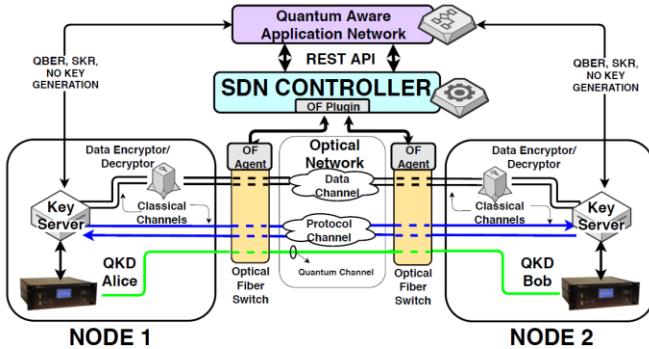 Quantum Aware
Application Network
REST API
SDN CONTROLLER
OF Plugin
QBER, SKR,
NO KEY
GENERATION
QBER, SKR,
NO KEY
GENERATION
Data Encryptor/
Decryptor
OF
Agent
Optical
Network
OF
Agent
Data Encryptor/
Decryptor
Data
Channel
Key
Server
Classical
Channels
Protocol
Channel
Classical
Channels
Key
Server
QKD
Alice
Optical
Fiber
Switch
Quantum Channel
Optical
Fiber
Switch
QKD
Bob
NODE 1
NODE 2